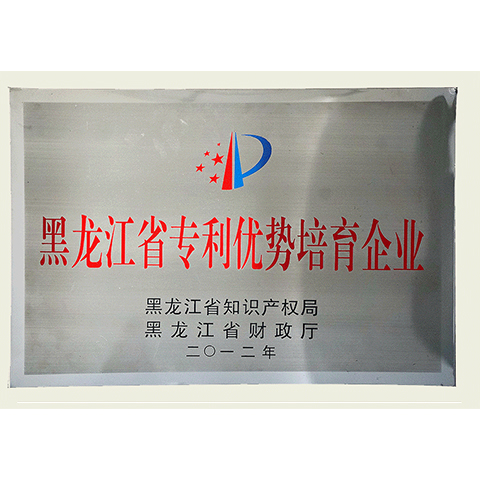 黑龙江省专利优势培育企业
黑龙江省知识产权局
黑龙江省财政厅
二〇一二年